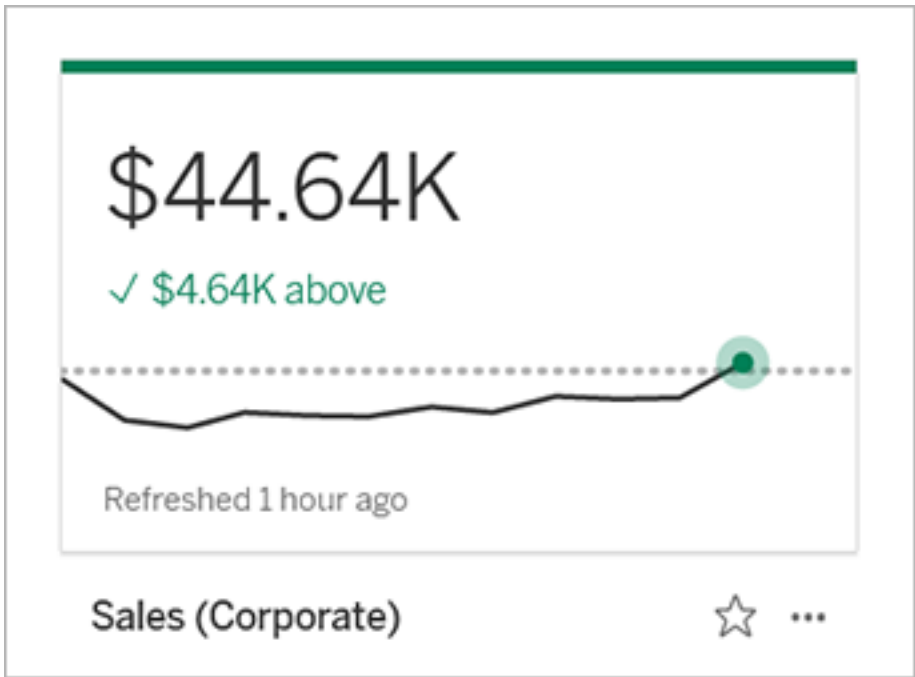 $44.64K
✓ $4.64K above
Refreshed 1 hour ago
Sales (Corporate)